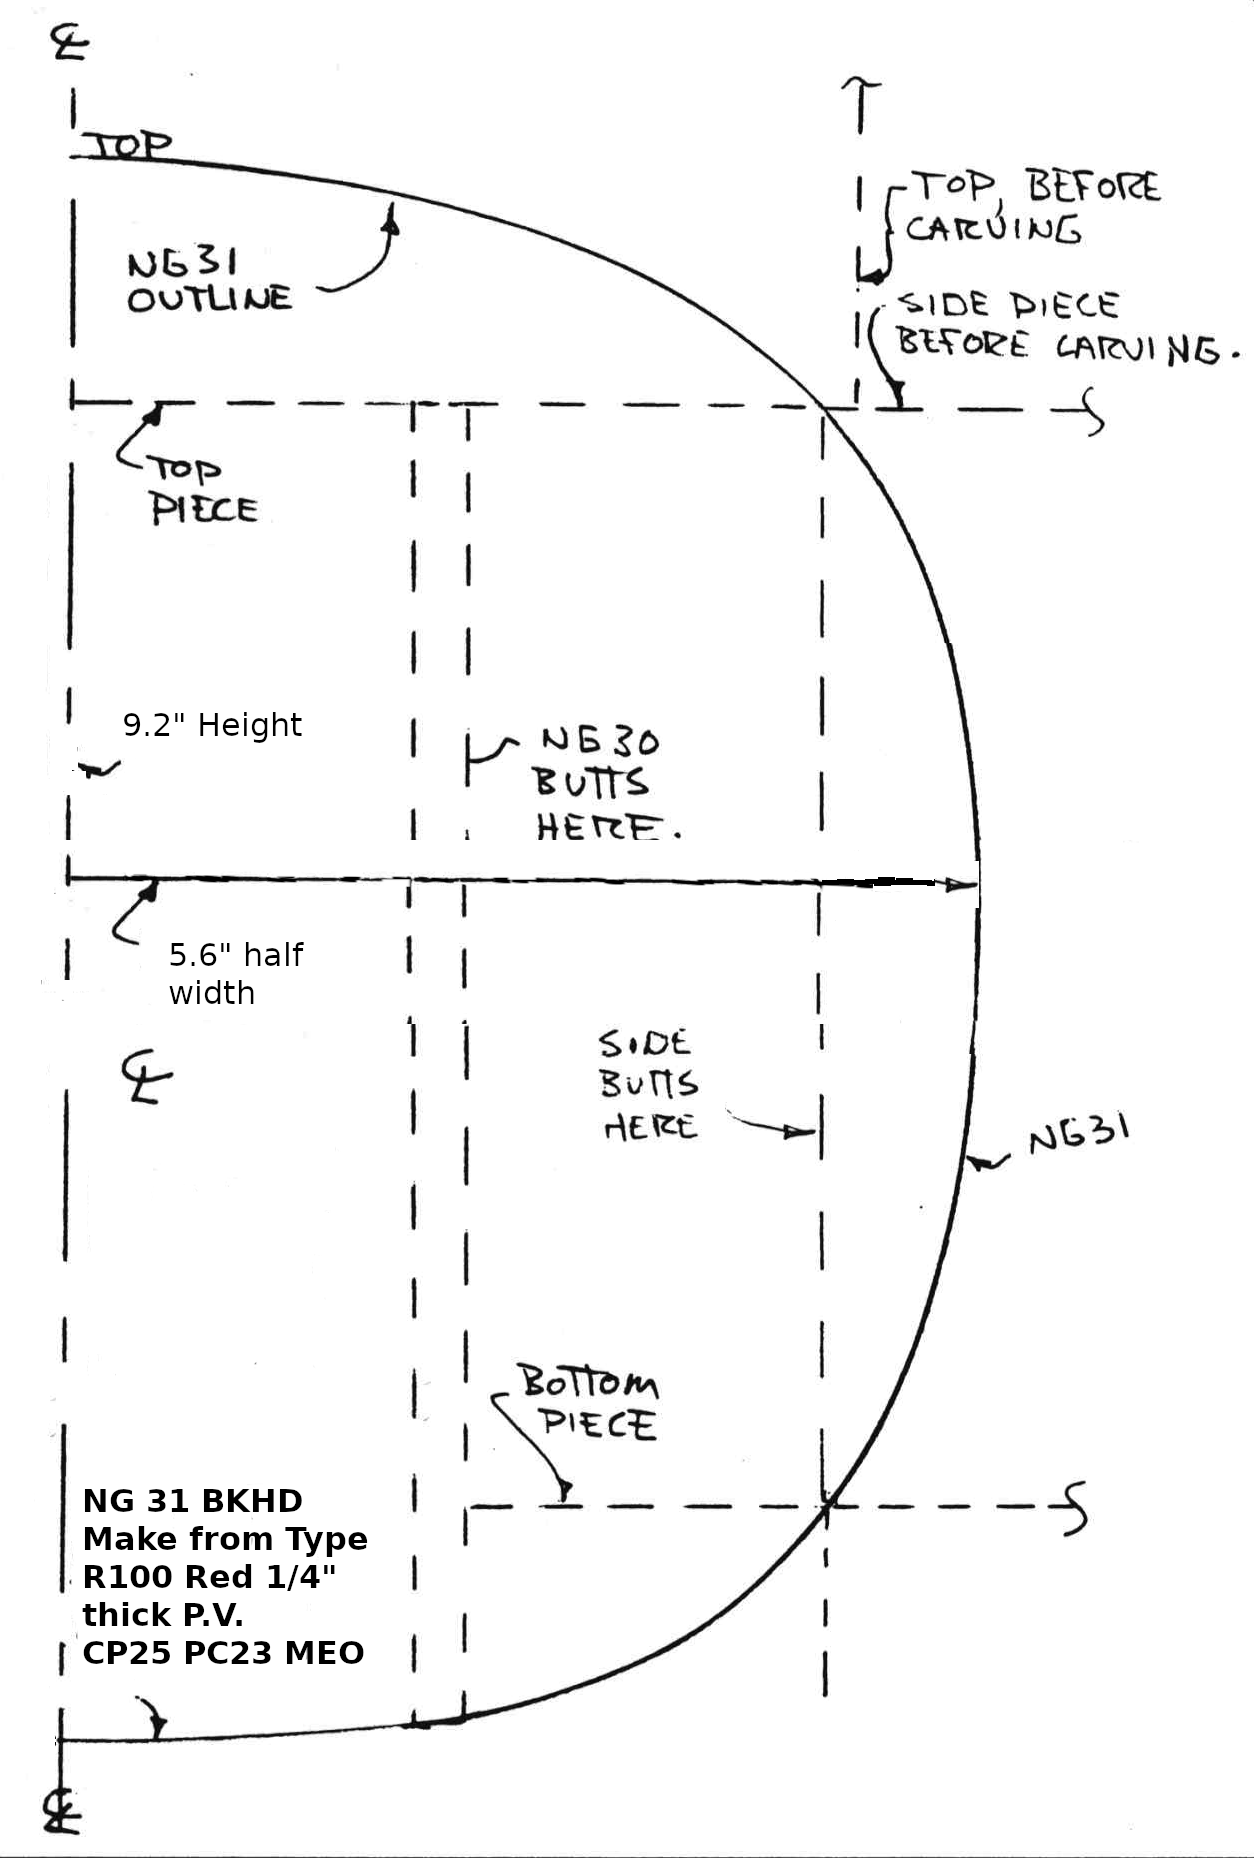 ℄
TOP
TOP, BEFORE
CARVING
NG31
OUTLINE
SIDE PIECE
BEFORE CARVING.
TOP
PIECE
9.2" Height
NG30
BUTTS
HERE.
5.6" half
width
℄
SIDE
BUTTS
HERE
NG31
BOTTOM
PIECE
NG 31 BKHD
Make from Type
R100 Red 1/4"
thick P.V.
CP25 PC23 MEO
℄